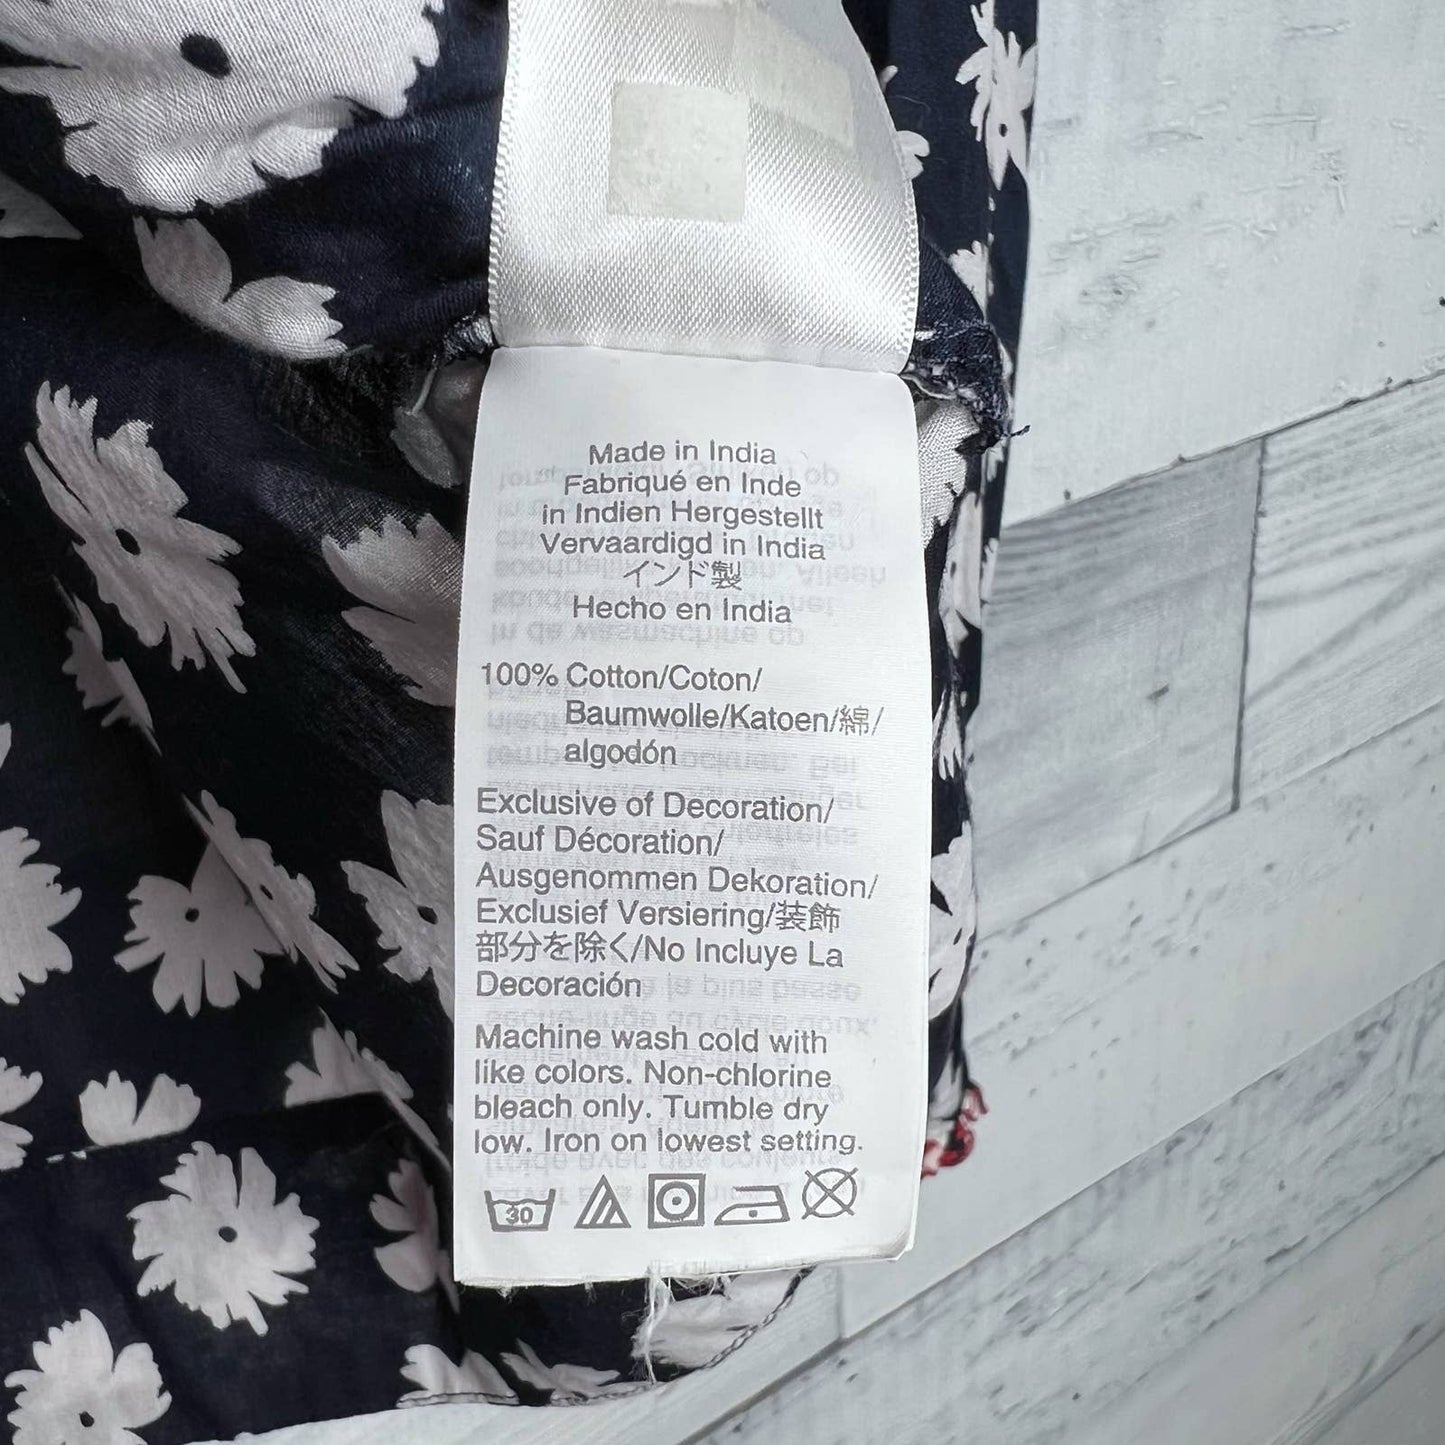 Made in India
Fabriqué en Inde
in Indien Hergestellt
Vervaardigd in India
インド製
Hecho en India
100% Cotton/Coton/
Baumwolle/Katoen/綿/
algodón
Exclusive of Decoration/
Sauf Décoration/
Ausgenommen Dekoration/
Exclusief Versiering/装飾
部分を除く/No Incluye La
Decoración
Machine wash cold with
like colors. Non-chlorine
bleach only. Tumble dry
low. Iron on lowest setting.
30